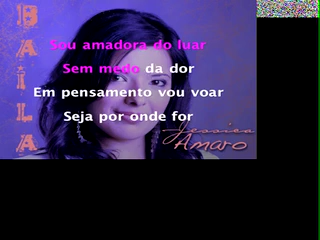 BAILA
Sou amadora do luar
Sem medo da dor
Em pensamento vou voar
Seja por onde for
Jessica
Amaro